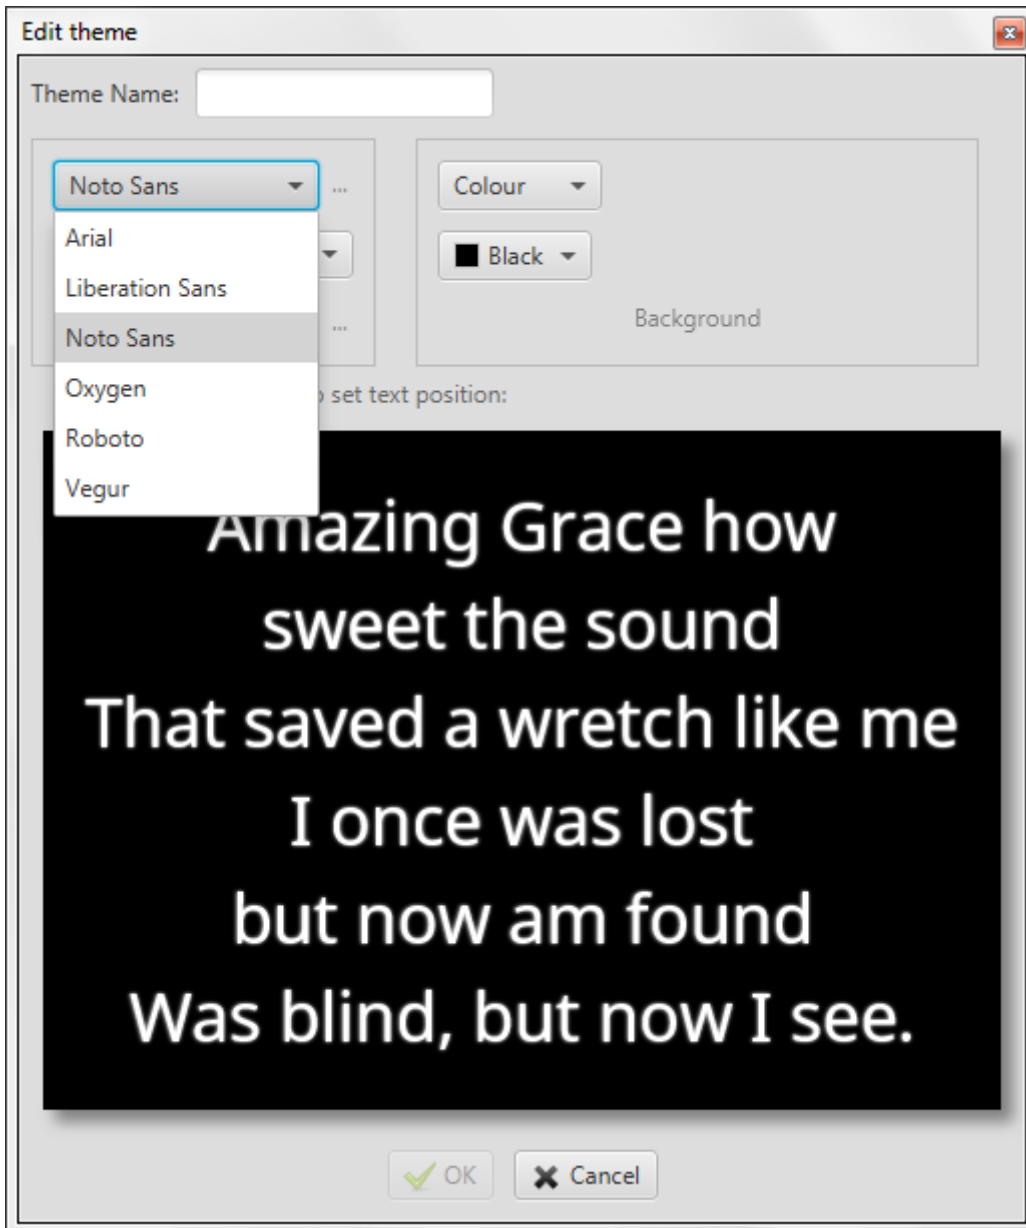 Edit theme
Theme Name:
Noto Sans
...
Colour
Arial
Liberation Sans
Noto Sans
Oxygen
Roboto
Vegur
Black
...
Background
set text position:
Amazing Grace how
sweet the sound
That saved a wretch like me
I once was lost
but now am found
Was blind, but now I see.
OK
Cancel